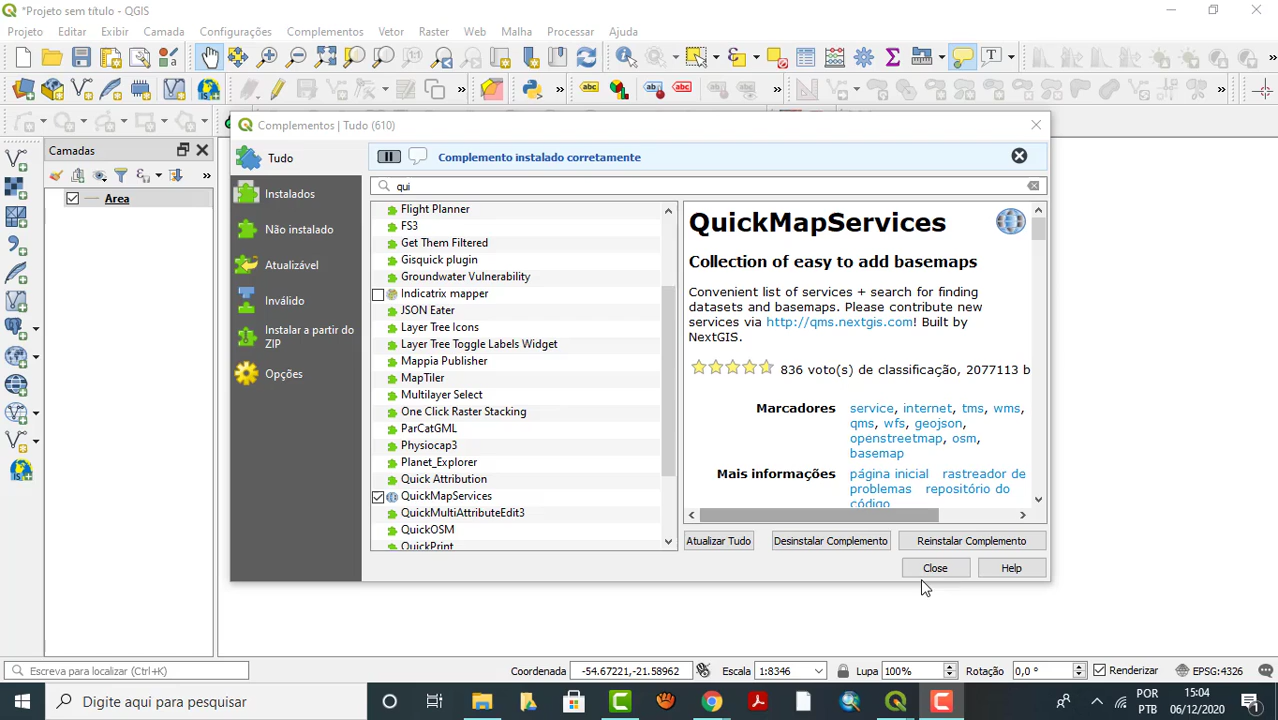 *Projeto sem título - QGIS
Projeto Editar Exibir Camada Configurações Complementos Vetor Raster Web Malha Processar Ajuda
Camadas
Area
Complementos | Tudo (610)
Tudo
Instalados
Não instalado
Atualizável
Inválido
Instalar a partir do
ZIP
Opções
Complemento instalado corretamente
qui
Flight Planner
FS3
Get Them Filtered
Gisquick plugin
Groundwater Vulnerability
Indicatrix mapper
JSON Eater
Layer Tree Icons
Layer Tree Toggle Labels Widget
Mappia Publisher
MapTiler
Multilayer Select
One Click Raster Stacking
ParCatGML
Physiocap3
Planet_Explorer
Quick Attribution
QuickMapServices
QuickMultiAttributeEdit3
QuickOSM
QuickPrint
QuickMapServices
Collection of easy to add basemaps
Convenient list of services + search for finding
datasets and basemaps. Please contribute new
services via http://qms.nextgis.com! Built by
NextGIS.
836 voto(s) de classificação, 2077113 b
Marcadores service, internet, tms, wms,
qms, wfs, geojson,
openstreetmap, osm,
basemap
Mais informações página inicial rastreador de
problemas repositório do
código
Atualizar Tudo Desinstalar Complemento Reinstalar Complemento
Close Help
Escreva para localizar (Ctrl+K) Coordenada -54.67221,-21.58962 Escala 1:8346 Lupa 100% Rotação 0,0 ° Renderizar EPSG:4326
Digite aqui para pesquisar
POR
PTB
15:04
06/12/2020
1